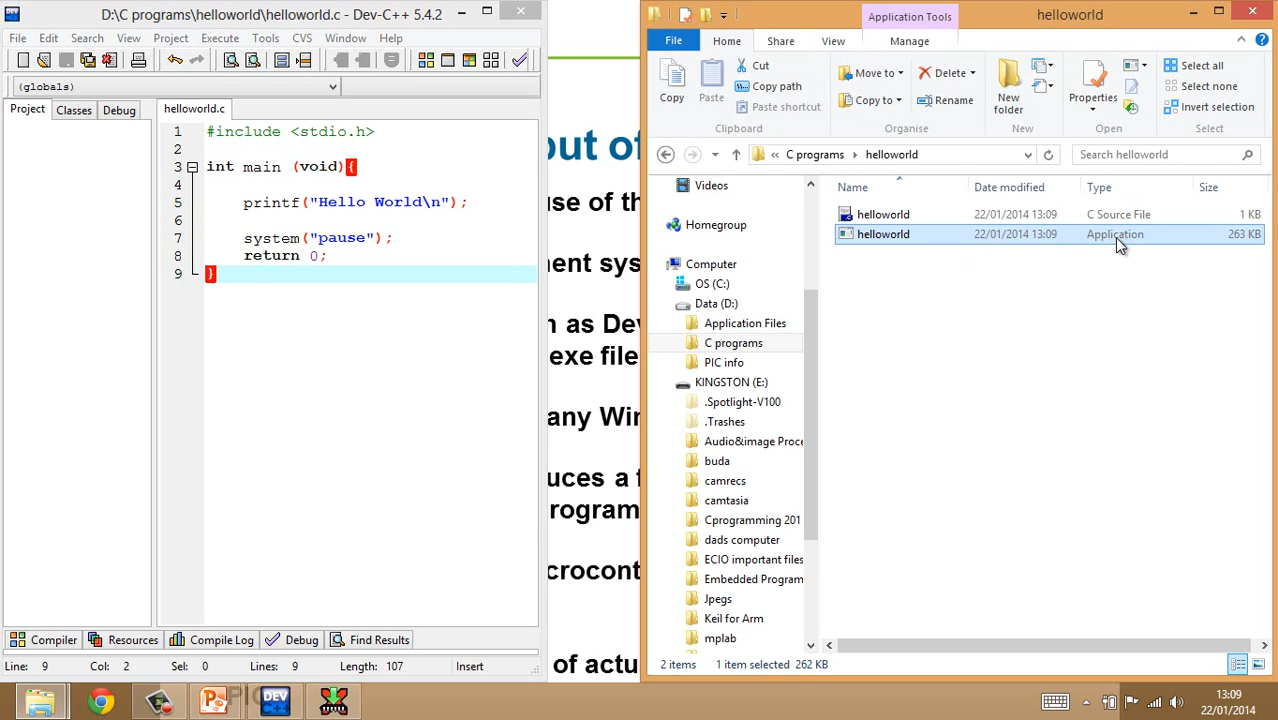 D:\C programs\helloworld\helloworld.c - Dev-C++ 5.4.2
File Edit Search View Project Execute Tools CVS Window Help
(globals)
Project Classes Debug
helloworld.c
1 #include <stdio.h>
2
3 int main (void){
4
5 printf("Hello World\n");
6
7 system("pause");
8 return 0;
9 }
Compiler Resources Compile Log Debug Find Results
Line: 9 Col: 2 Sel: 0 Lines: 9 Length: 107 Insert
out of
use of th
ent sys
n as Dev
exe file
any Win
uces a f
rogram
crocont
of actu
Application Tools
helloworld
File Home Share View Manage
Copy
Paste
Cut
Copy path
Paste shortcut
Clipboard
Move to
Copy to
Delete
Rename
Organise
New folder
New
Properties
Open
Select all
Select none
Invert selection
Select
« C programs helloworld
Search helloworld
Name Date modified Type Size
helloworld 22/01/2014 13:09 C Source File 1 KB
helloworld 22/01/2014 13:09 Application 263 KB
Videos
Homegroup
Computer
OS (C:)
Data (D:)
Application Files
C programs
PIC info
KINGSTON (E:)
.Spotlight-V100
.Trashes
Audio&image Proce
buda
camrecs
camtasia
Cprogramming 201
dads computer
ECIO important files
Embedded Program
Jpegs
Keil for Arm
mplab
2 items 1 item selected 262 KB
DEV
13:09
22/01/2014